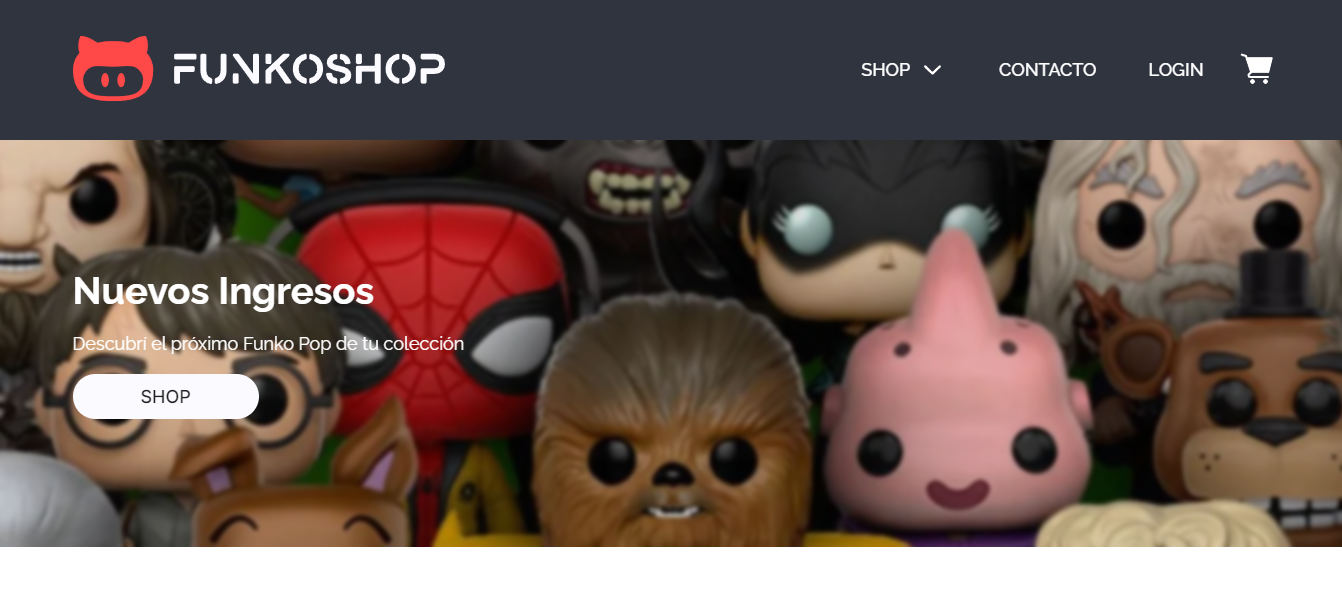 FUNKOSHOP
SHOP
CONTACTO
LOGIN
Nuevos Ingresos
Descubrí el próximo Funko Pop de tu colección
SHOP